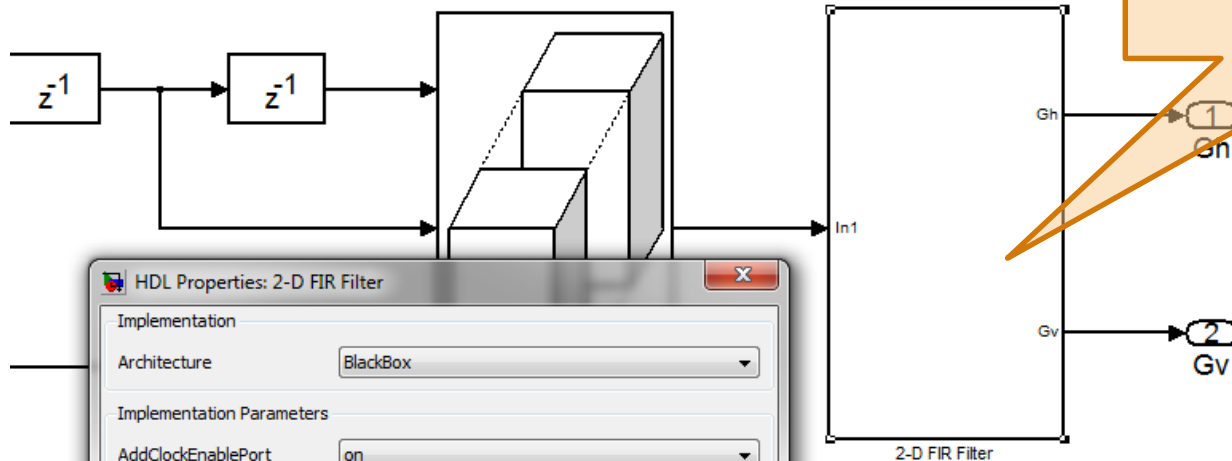 z-1
z-1
Gh
1
Gh
In1
HDL Properties: 2-D FIR Filter
Implementation
Architecture
BlackBox
Gv
2
Gv
Implementation Parameters
AddClockEnablePort
on
2-D FIR Filter